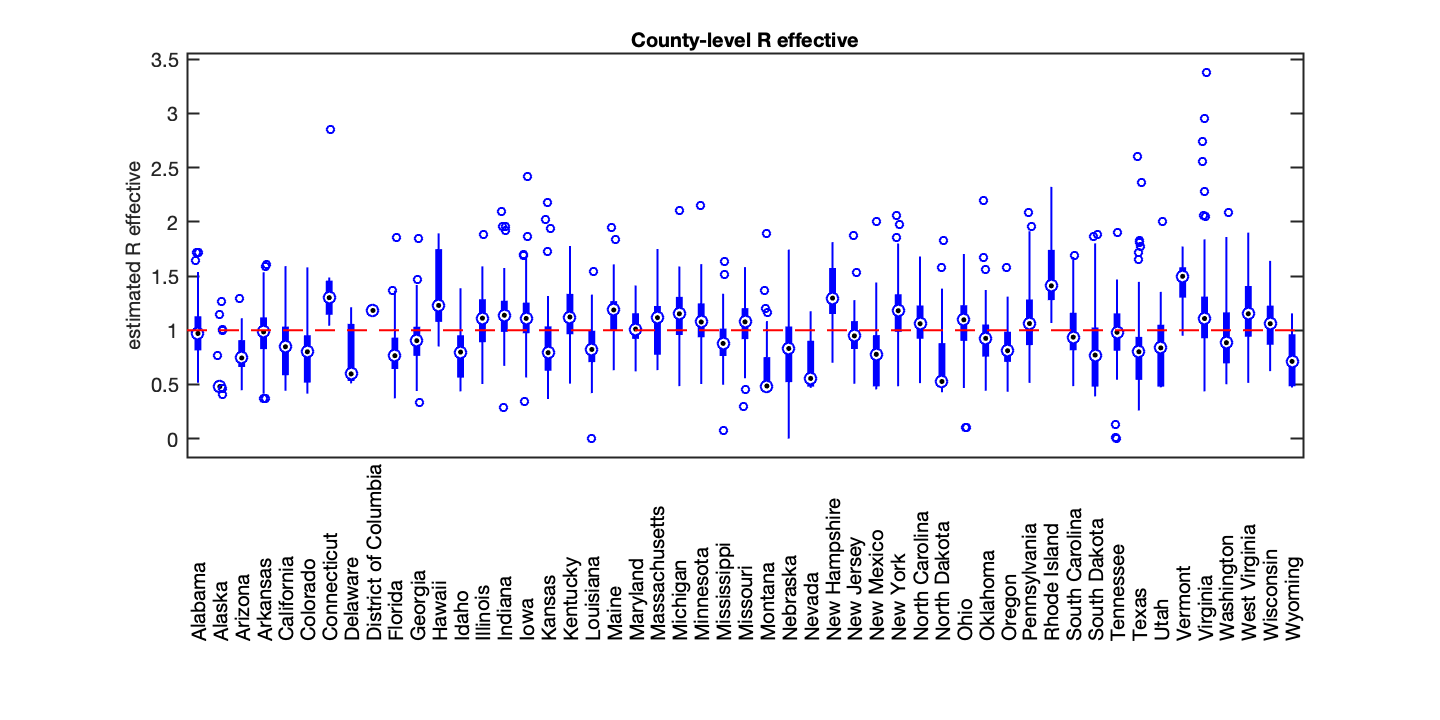 County-level R effective
estimated R effective
3.5
3
2.5
2
1.5
1
0.5
0
Alabama
Alaska
Arizona
Arkansas
California
Colorado
Connecticut
Delaware
District of Columbia
Florida
Georgia
Hawaii
Idaho
Illinois
Indiana
Iowa
Kansas
Kentucky
Louisiana
Maine
Maryland
Massachusetts
Michigan
Minnesota
Mississippi
Missouri
Montana
Nebraska
Nevada
New Hampshire
New Jersey
New Mexico
New York
North Carolina
North Dakota
Ohio
Oklahoma
Oregon
Pennsylvania
Rhode Island
South Carolina
South Dakota
Tennessee
Texas
Utah
Vermont
Virginia
Washington
West Virginia
Wisconsin
Wyoming